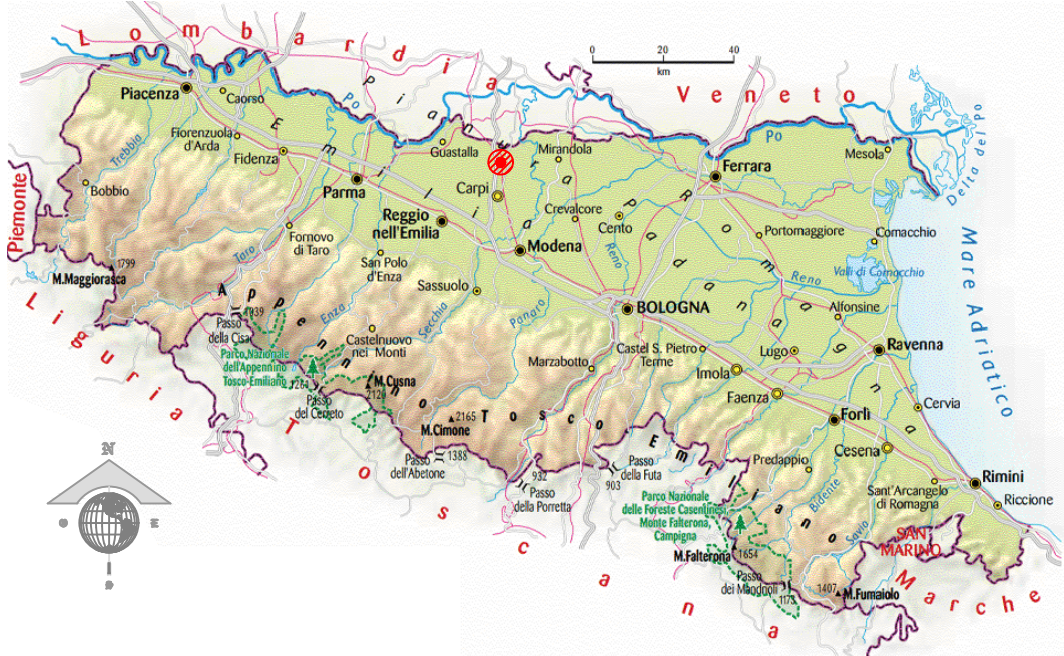 Lombardia
Veneto
Piemonte
Liguria
Toscana
Marche
SAN
MARINO
Mare Adriatico
Delta del Po
Pianura Padana
Emilia
Romagna
Appennino Tosco Emiliano
0 20 40
km
Piacenza
Caorso
Po
Po
Fiorenzuola
d'Arda
Fidenza
Trebbia
Bobbio
Parma
Guastalla
Mirandola
Carpi
Reggio
nell'Emilia
Modena
Crevalcore
Cento
Ferrara
Mesola
Portomaggiore
Comacchio
Valli di Comacchio
Reno
Reno
Alfonsine
Fornovo
di Taro
Taro
San Polo
d'Enza
Enza
Sassuolo
Secchia
Panaro
BOLOGNA
Castel S. Pietro
Terme
Marzabotto
Lugo
Ravenna
Imola
Faenza
Forlì
Cervia
Cesena
Predappio
Bidente
Savio
Sant'Arcangelo
di Romagna
Rimini
Riccione
1799
M.Maggiorasca
1039
Passo
della Cisa
Parco Nazionale
dell'Appennino
Tosco-Emiliano
1261
Passo
del Cerreto
Castelnuovo
nei Monti
M.Cusna
2120
2165
M.Cimone
Passo
dell'Abetone
1388
932
Passo
della Porretta
Passo
della Futa
903
Parco Nazionale
delle Foreste Casentinesi,
Monte Falterona,
Campigna
M.Falterona
1654
Passo
dei Mandrioli
1173
1407
M.Fumaiolo
N
O
E
S